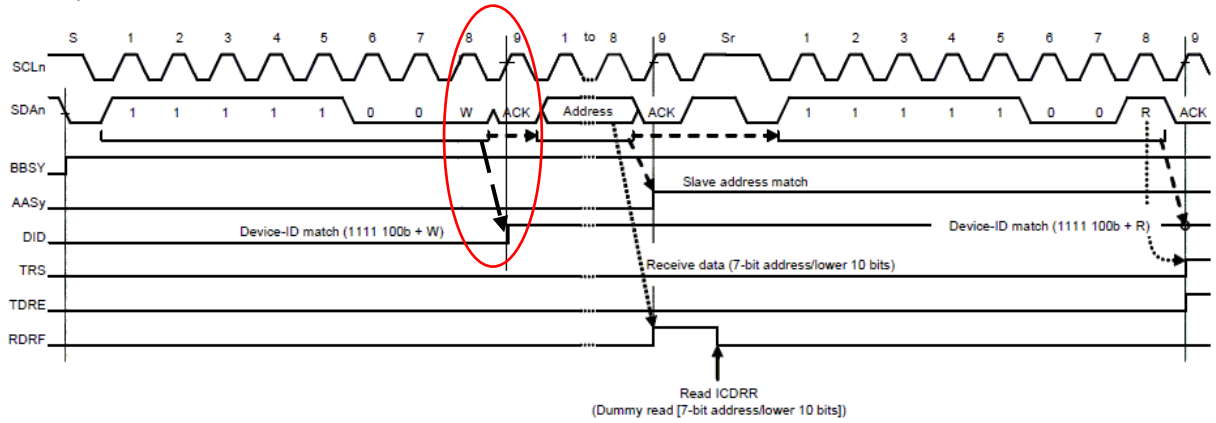 S 1 2 3 4 5 6 7 8 9 1 to 8 9 Sr 1 2 3 4 5 6 7 8 9
SCLn
SDAn 1 1 1 1 1 0 0 W ACK Address ACK 1 1 1 1 1 0 0 R ACK
BBSY
AASy Slave address match
DID Device-ID match (1111 100b + W) Device-ID match (1111 100b + R)
TRS Receive data (7-bit address/lower 10 bits)
TDRE
RDRF
Read ICDRR
(Dummy read [7-bit address/lower 10 bits])